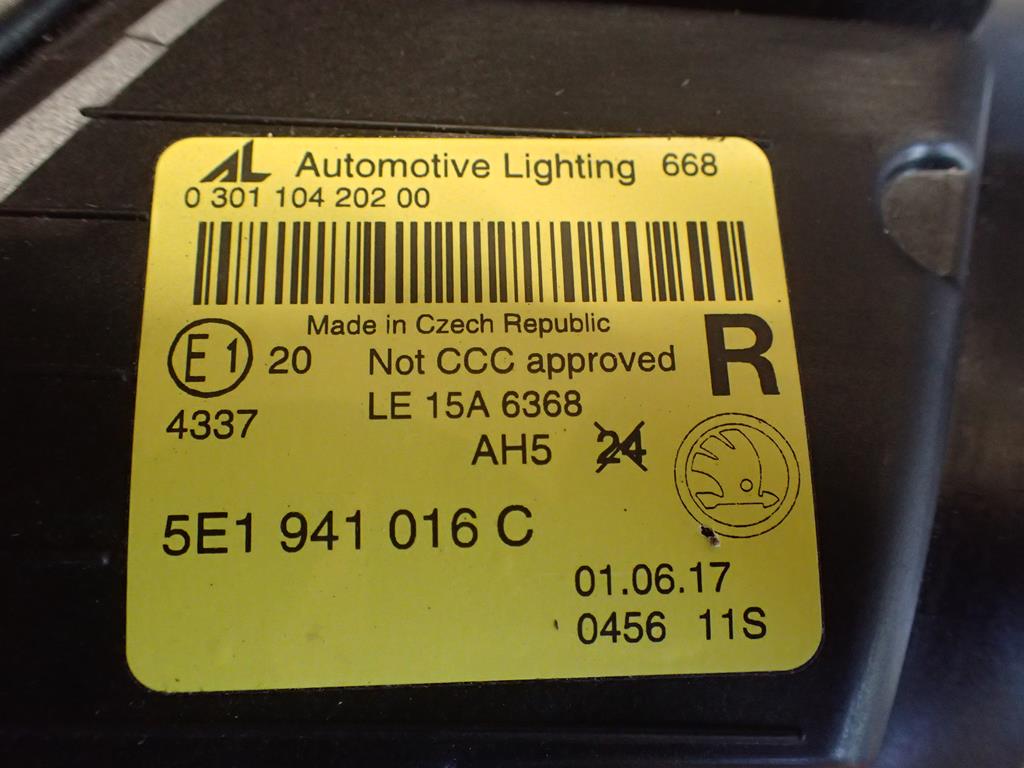 AL Automotive Lighting 668
0 301 104 202 00
Made in Czech Republic
E1 20 Not CCC approved R
4337 LE 15A 6368
AH5 24
5E1 941 016 C
01.06.17
0456 11S